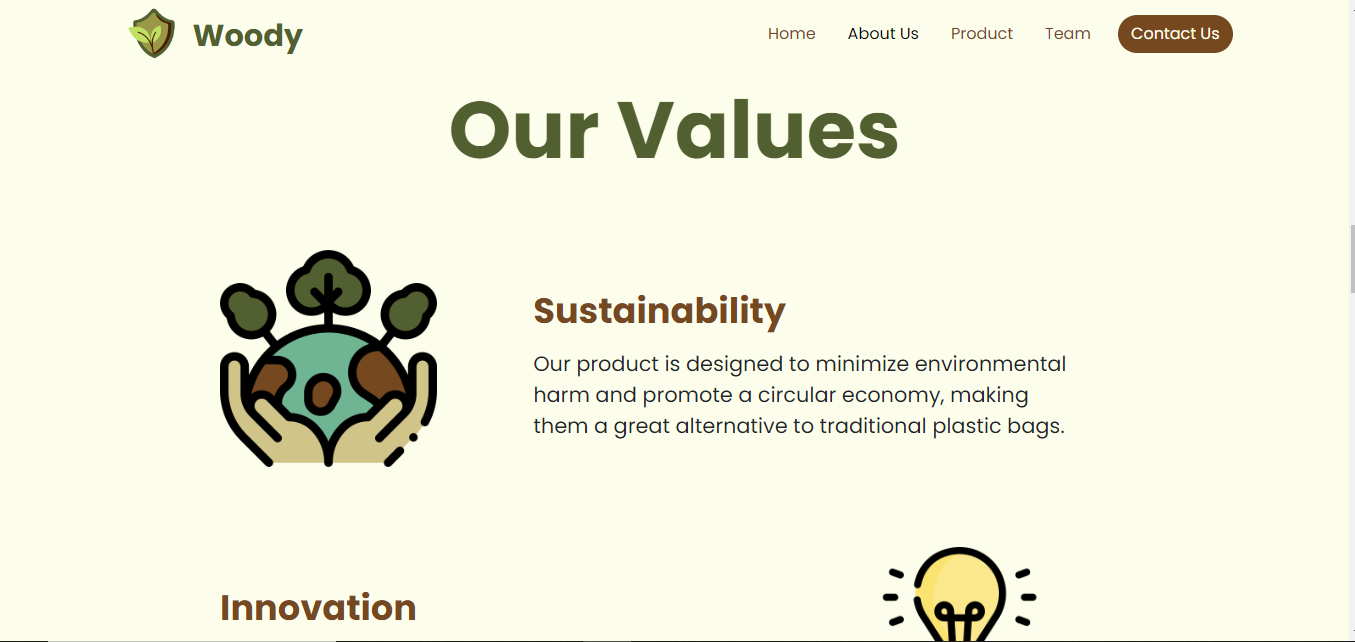 Woody
Home
About Us
Product
Team
Contact Us
Our Values
Sustainability
Our product is designed to minimize environmental
harm and promote a circular economy, making
them a great alternative to traditional plastic bags.
Innovation